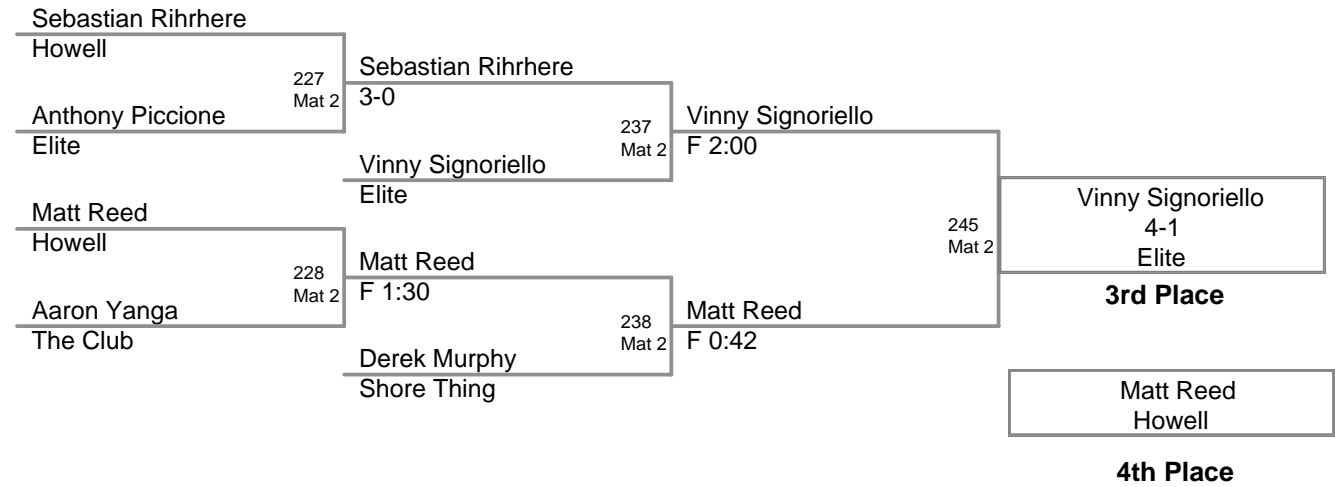 Sebastian Rihrhere
Howell
227
Mat 2
Anthony Piccione
Elite
Sebastian Rihrhere
3-0
237
Mat 2
Vinny Signoriello
Elite
Vinny Signoriello
F 2:00
Matt Reed
Howell
228
Mat 2
Aaron Yanga
The Club
Matt Reed
F 1:30
238
Mat 2
Derek Murphy
Shore Thing
Matt Reed
F 0:42
245
Mat 2
Vinny Signoriello
4-1
Elite
3rd Place
Matt Reed
Howell
4th Place